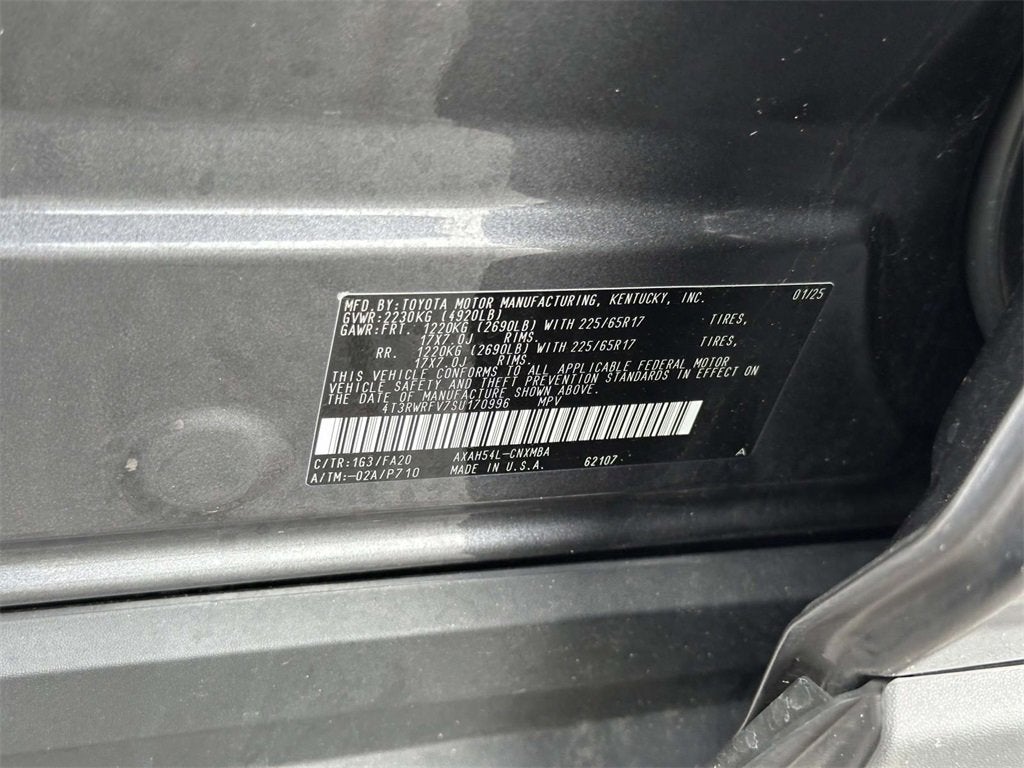 MFD.BY:TOYOTA MOTOR MANUFACTURING, KENTUCKY, INC. 01/25
GVWR:2230KG (4920LB)
GAWR:FRT. 1220KG (2690LB) WITH 225/65R17 TIRES,
17X7.0J RIMS.
RR. 1220KG (2690LB) WITH 225/65R17 TIRES,
17X7.0J RIMS.
THIS VEHICLE CONFORMS TO ALL APPLICABLE FEDERAL MOTOR
VEHICLE SAFETY AND THEFT PREVENTION STANDARDS IN EFFECT ON
THE DATE OF MANUFACTURE SHOWN ABOVE.
4T3RWRFV7SU170996 MPV
C/TR:1G3/FA20 AXAH54L-CNXMBA A
A/TM:-02A/P710 MADE IN U.S.A. 62107